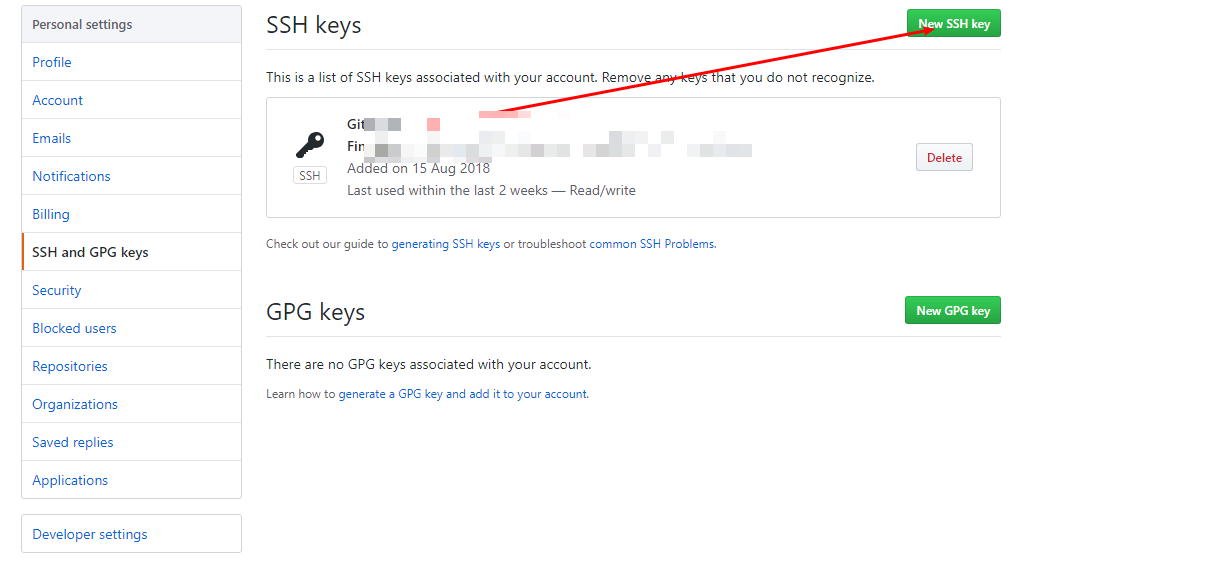 Personal settings
Profile
Account
Emails
Notifications
Billing
SSH and GPG keys
Security
Blocked users
Repositories
Organizations
Saved replies
Applications
Developer settings
SSH keys
New SSH key
This is a list of SSH keys associated with your account. Remove any keys that you do not recognize.
SSH
Added on 15 Aug 2018
Last used within the last 2 weeks — Read/write
Delete
Check out our guide to generating SSH keys or troubleshoot common SSH Problems.
GPG keys
New GPG key
There are no GPG keys associated with your account.
Learn how to generate a GPG key and add it to your account.